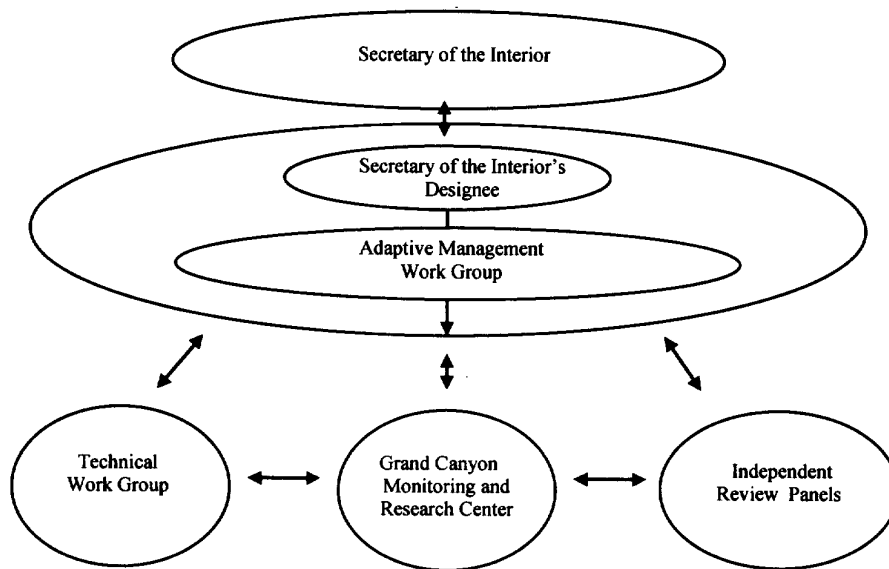 Secretary of the Interior
Secretary of the Interior's
Designee
Adaptive Management
Work Group
Technical
Work Group
Grand Canyon
Monitoring and
Research Center
Independent
Review Panels